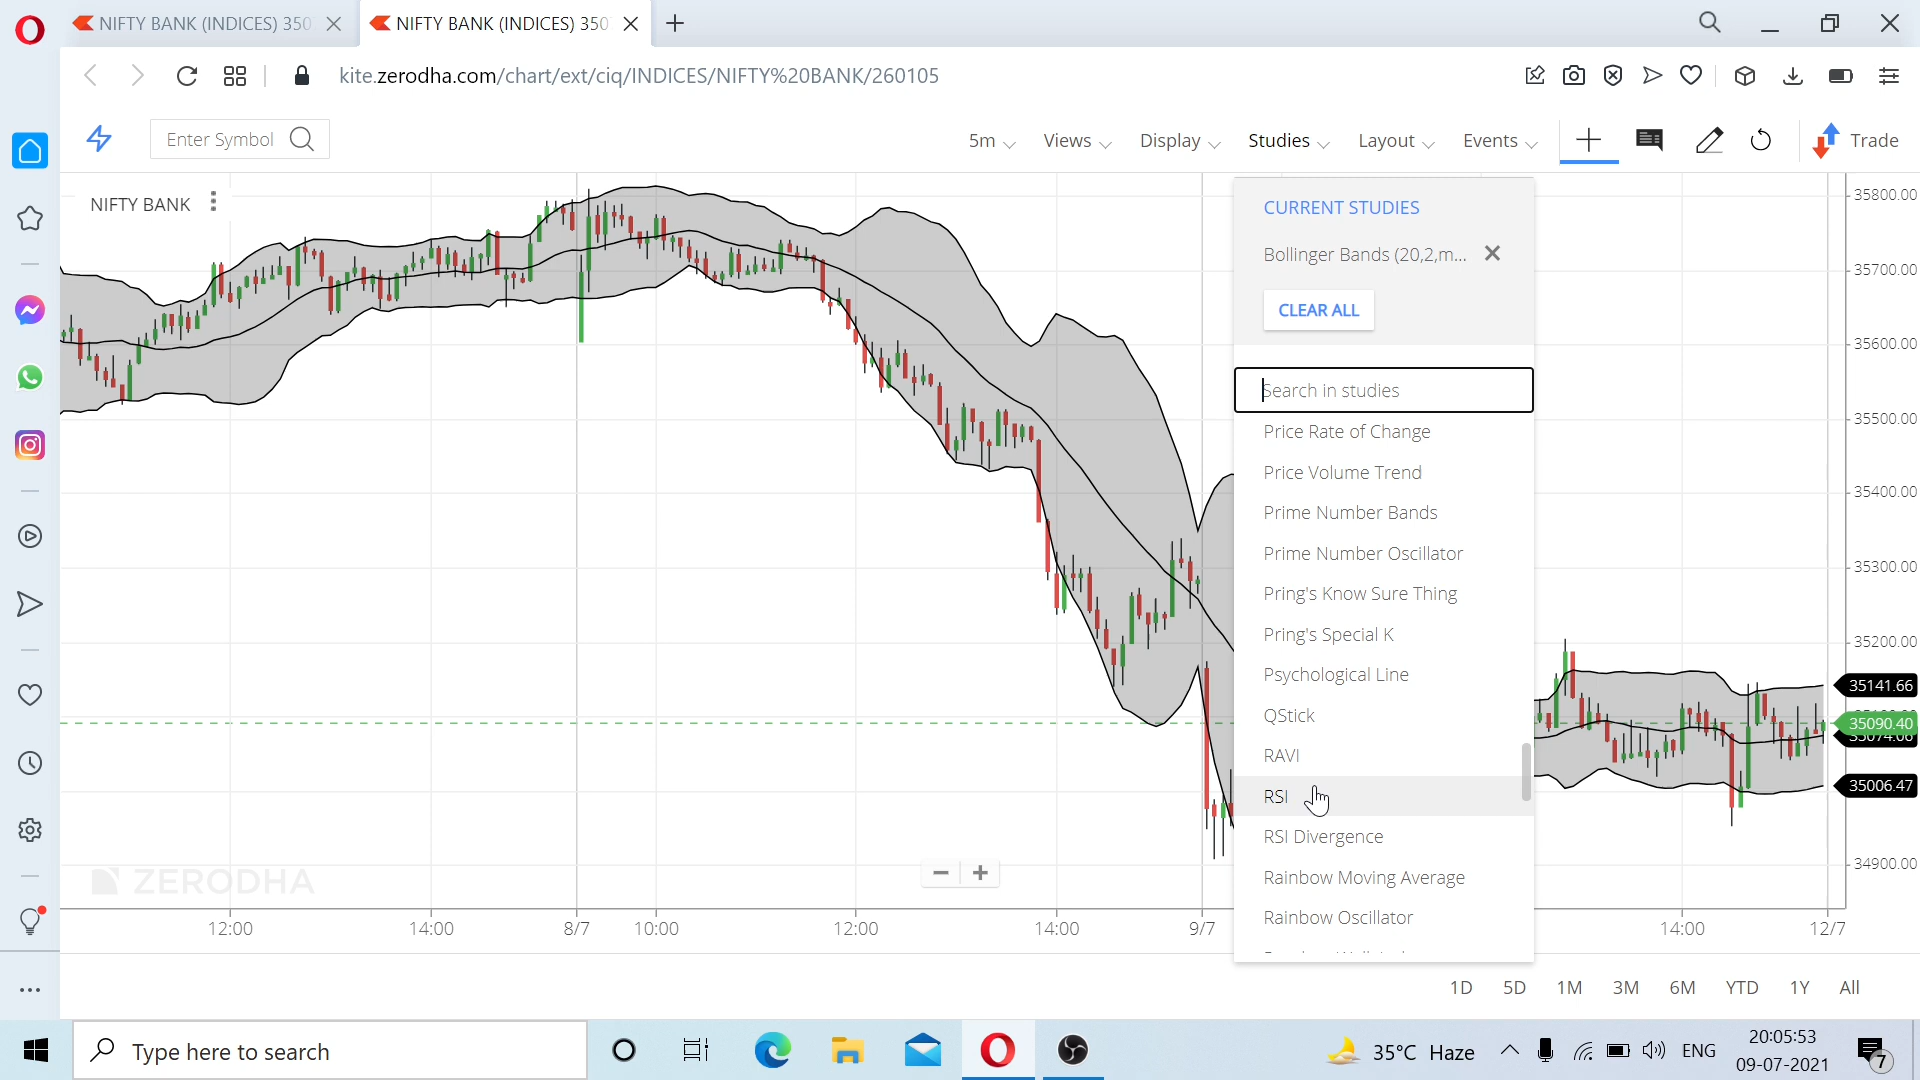 NIFTY BANK (INDICES) 350
NIFTY BANK (INDICES) 350
kite.zerodha.com/chart/ext/ciq/INDICES/NIFTY%20BANK/260105
Enter Symbol
5m
Views
Display
Studies
Layout
Events
Trade
NIFTY BANK
CURRENT STUDIES
Bollinger Bands (20,2,m...
CLEAR ALL
Search in studies
Price Rate of Change
Price Volume Trend
Prime Number Bands
Prime Number Oscillator
Pring's Know Sure Thing
Pring's Special K
Psychological Line
QStick
RAVI
RSI
RSI Divergence
Rainbow Moving Average
Rainbow Oscillator
35800.00
35700.00
35600.00
35500.00
35400.00
35300.00
35200.00
35141.66
35090.40
35006.47
34900.00
ZERODHA
12:00
14:00
8/7
10:00
12:00
14:00
9/7
14:00
12/7
1D
5D
1M
3M
6M
YTD
1Y
All
Type here to search
35°C Haze
ENG
20:05:53
09-07-2021
7